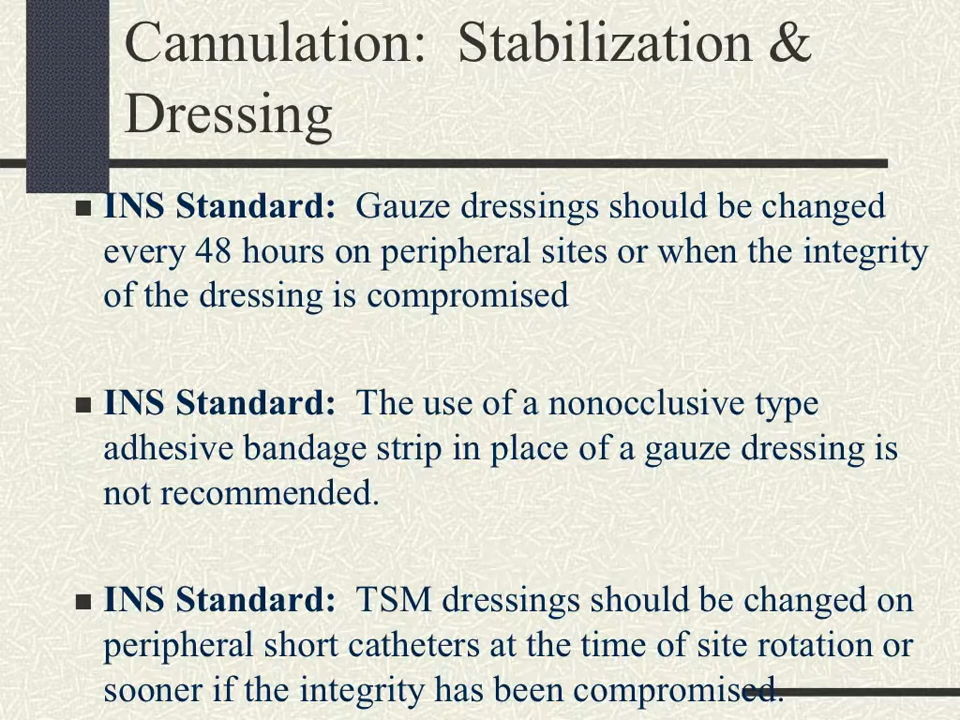 Cannulation: Stabilization &
Dressing
INS Standard: Gauze dressings should be changed
every 48 hours on peripheral sites or when the integrity
of the dressing is compromised
INS Standard: The use of a nonocclusive type
adhesive bandage strip in place of a gauze dressing is
not recommended.
INS Standard: TSM dressings should be changed on
peripheral short catheters at the time of site rotation or
sooner if the integrity has been compromised.